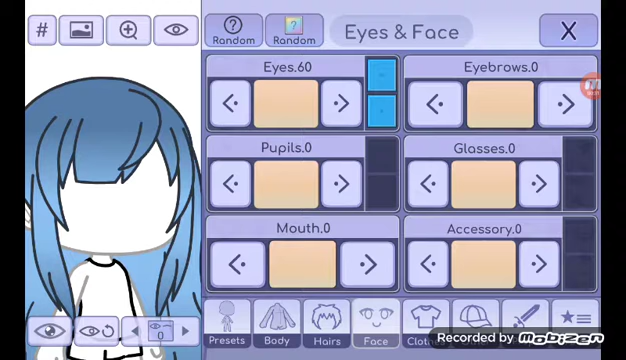 #
?
Random
?
Random
Eyes & Face
X
Eyes.60
Eyebrows.0
Pupils.0
Glasses.0
Mouth.0
Accessory.0
0
Presets
Body
Hairs
Face
Recorded by Mobizen